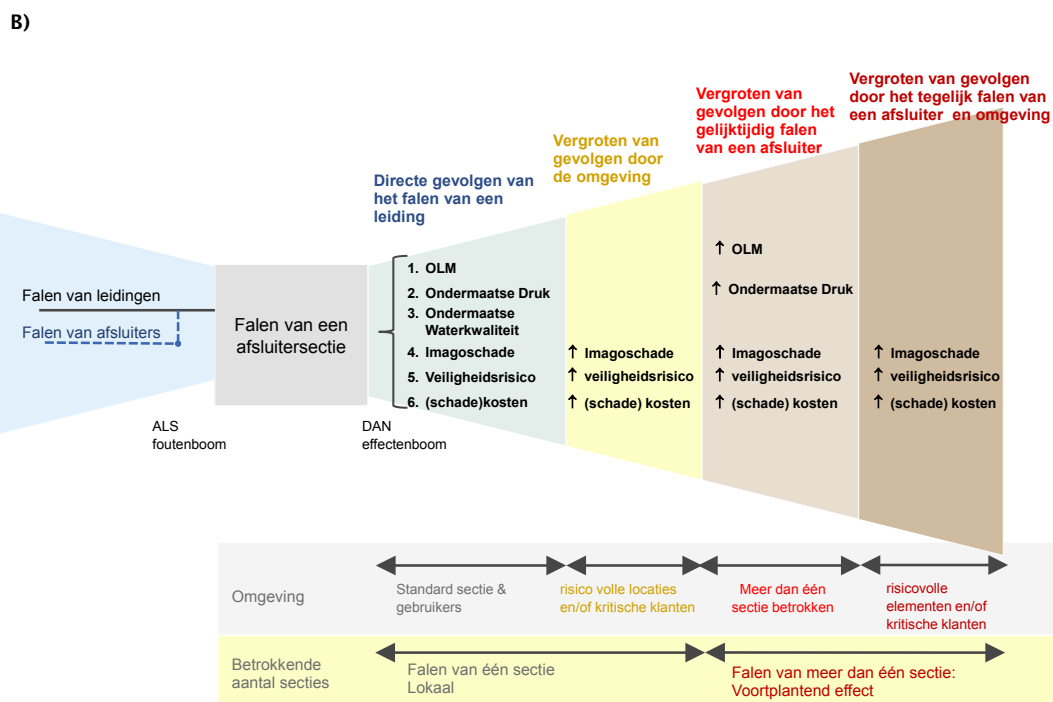 B)
Vergroten van gevolgen
door het tegelijk falen van
een afsluiter en omgeving
Vergroten van
gevolgen door het
gelijktijdig falen
van een afsluiter
Vergroten van
gevolgen door
de omgeving
Directe gevolgen van
het falen van een
leiding
Falen van leidingen
Falen van afsluiters
Falen van een
afsluitersectie
ALS
foutenboom
DAN
effectenboom
1. OLM
2. Ondermaatse Druk
3. Ondermaatse
Waterkwaliteit
4. Imagoschade
5. Veiligheidsrisico
6. (schade)kosten
↑ Imagoschade
↑ veiligheidsrisico
↑ (schade) kosten
↑ OLM
↑ Ondermaatse Druk
↑ Imagoschade
↑ veiligheidsrisico
↑ (schade) kosten
↑ Imagoschade
↑ veiligheidsrisico
↑ (schade) kosten
Omgeving
Standard sectie &
gebruikers
risico volle locaties
en/of kritische klanten
Meer dan één
sectie betrokken
risicovolle
elementen en/of
kritische klanten
Betrokkende
aantal secties
Falen van één sectie
Lokaal
Falen van meer dan één sectie:
Voortplantend effect